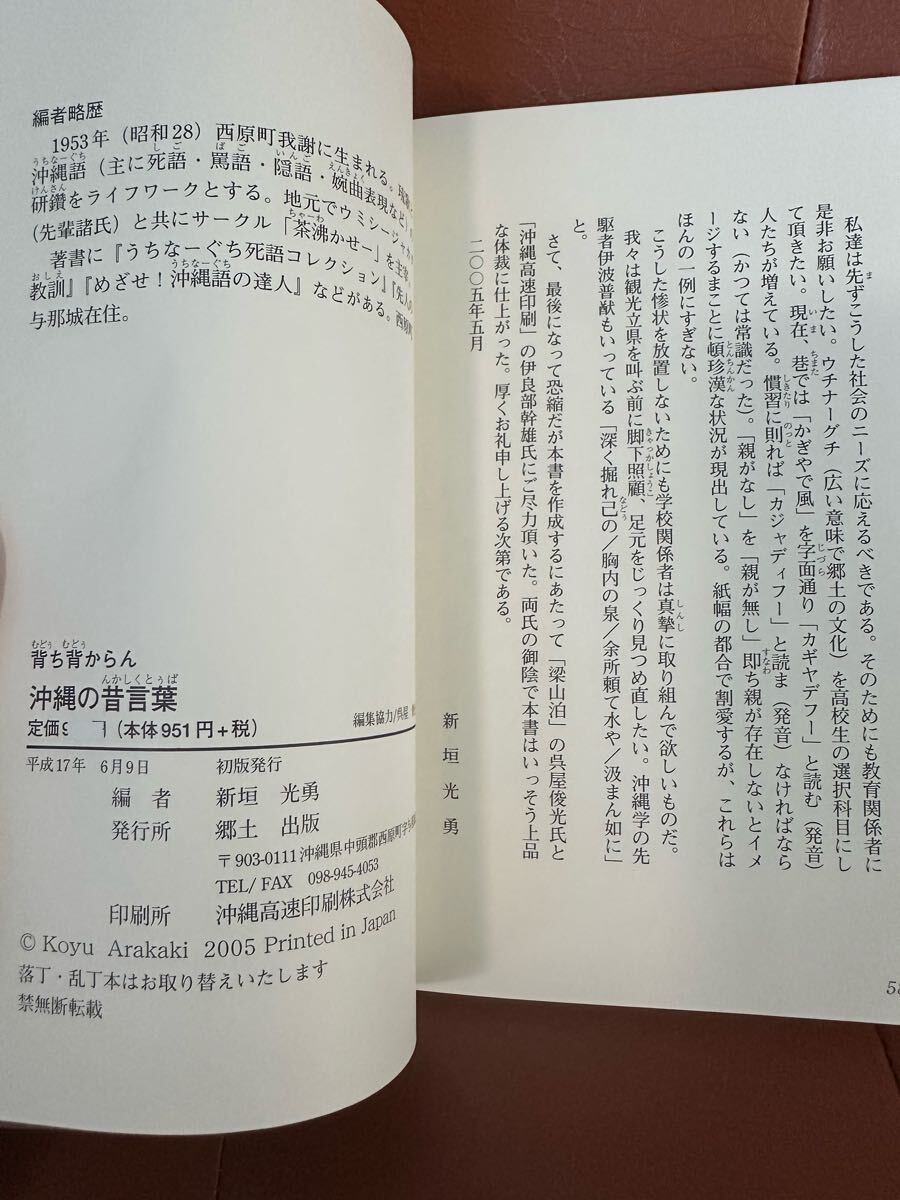 私達は先ずこうした社会のニーズに応えるべきである。そのためにも教育関係者に
是非お願いしたい。ウチナーグチ(広い意味で郷土の文化)を高校生の選択科目にし
て頂きたい。現在、巷では「かぎやで風」を字面通り「カギヤデフー」と読む(発音)
人たちが増えている。慣習に則れば「カジャディフー」と読ま(発音)なければなら
ない(かつては常識だった)。「親がなし」を「親が無し」即ち親が存在しないとイメ
ージするまことに頓珍漢な状況が現出している。紙幅の都合で割愛するが、これらは
ほんの一例にすぎない。
こうした惨状を放置しないためにも学校関係者は真摯に取り組んで欲しいものだ。
我々は観光立県を叫ぶ前に脚下照顧、足元をじっくり見つめ直したい。沖縄学の先
駆者伊波普猷もいっている「深く掘れ己の/胸内の泉/余所頼て水や/汲まん如に」
と。
さて、最後になって恐縮だが本書を作成するにあたって「梁山泊」の呉屋俊光氏と
「沖縄高速印刷」の伊良部幹雄氏にご尽力頂いた。両氏の御陰で本書はいっそう上品
な体裁に仕上がった。厚くお礼申し上げる次第である。
二〇〇五年五月
新垣光勇
編者略歴
1953年(昭和28)西原町我謝に生まれる。
沖縄語(主に死語・罵語・隠語・婉曲表現など)
研鑽をライフワークとする。地元でウミシージャ
(先輩諸氏)と共にサークル「茶沸かせー」を主宰。
著書に『うちなーぐち死語コレクション』『先人の
教訓』『めざせ!沖縄語の達人』などがある。西原町
与那城在住。
背ち背からん
沖縄の昔言葉
定価9 円(本体951円+税)
編集協力/呉屋
平成17年 6月9日 初版発行
編者 新垣 光勇
発行所 郷土 出版
〒903-0111 沖縄県中頭郡西原町字与那城
TEL/FAX 098-945-4053
印刷所 沖縄高速印刷株式会社
© Koyu Arakaki 2005 Printed in Japan
落丁・乱丁本はお取り替えいたします
禁無断転載